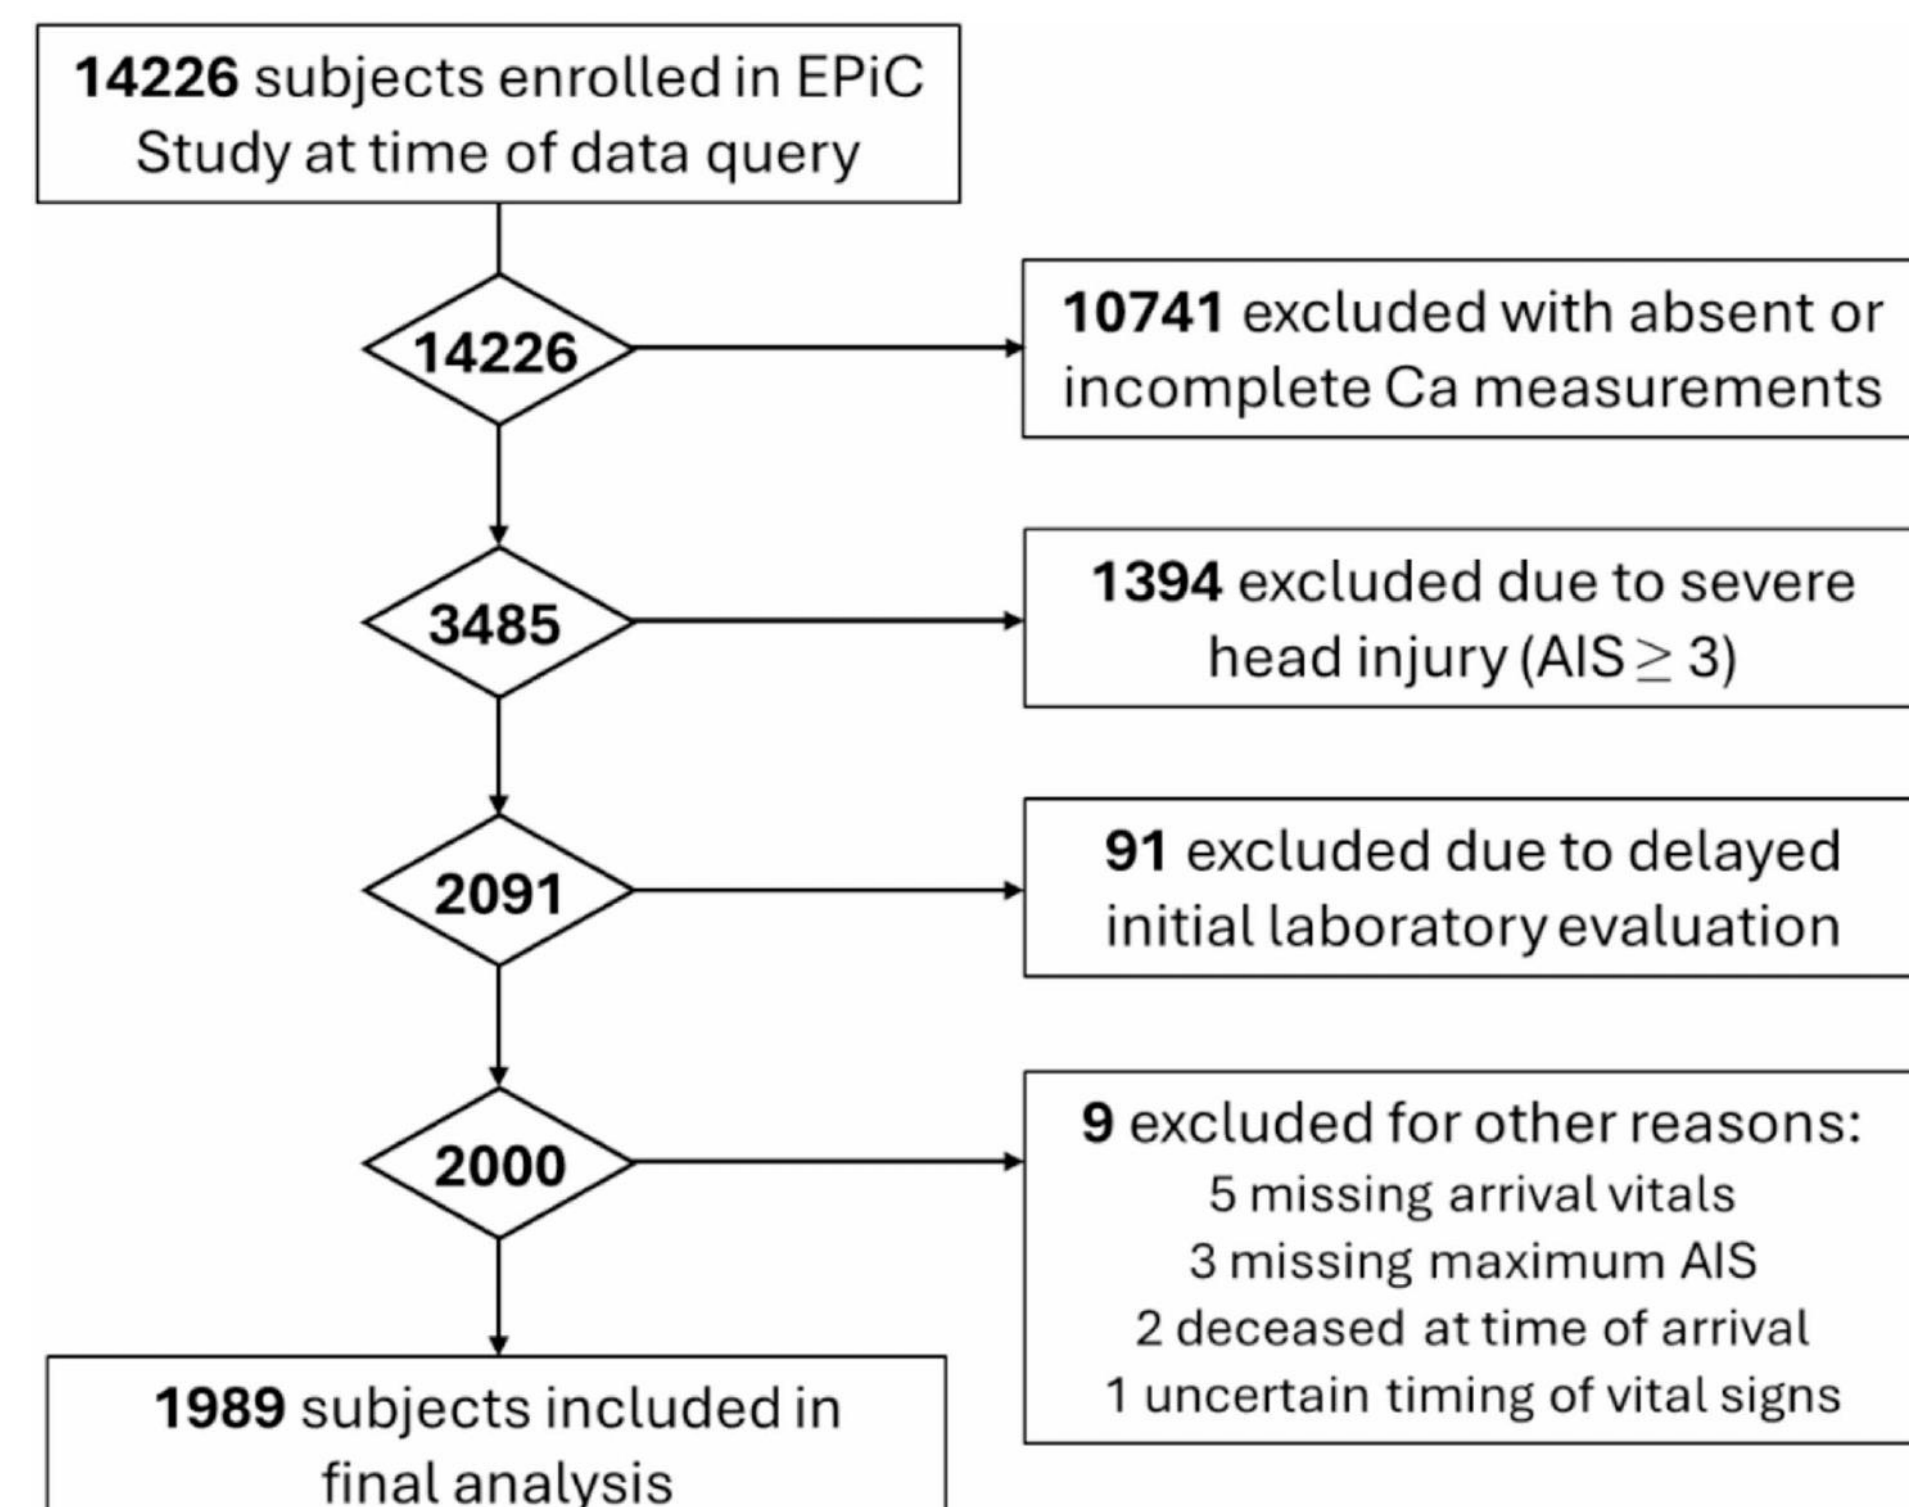 14226 subjects enrolled in EPiC
Study at time of data query
14226
10741 excluded with absent or
incomplete Ca measurements
3485
1394 excluded due to severe
head injury (AIS ≥ 3)
2091
91 excluded due to delayed
initial laboratory evaluation
2000
9 excluded for other reasons:
5 missing arrival vitals
3 missing maximum AIS
2 deceased at time of arrival
1 uncertain timing of vital signs
1989 subjects included in
final analysis